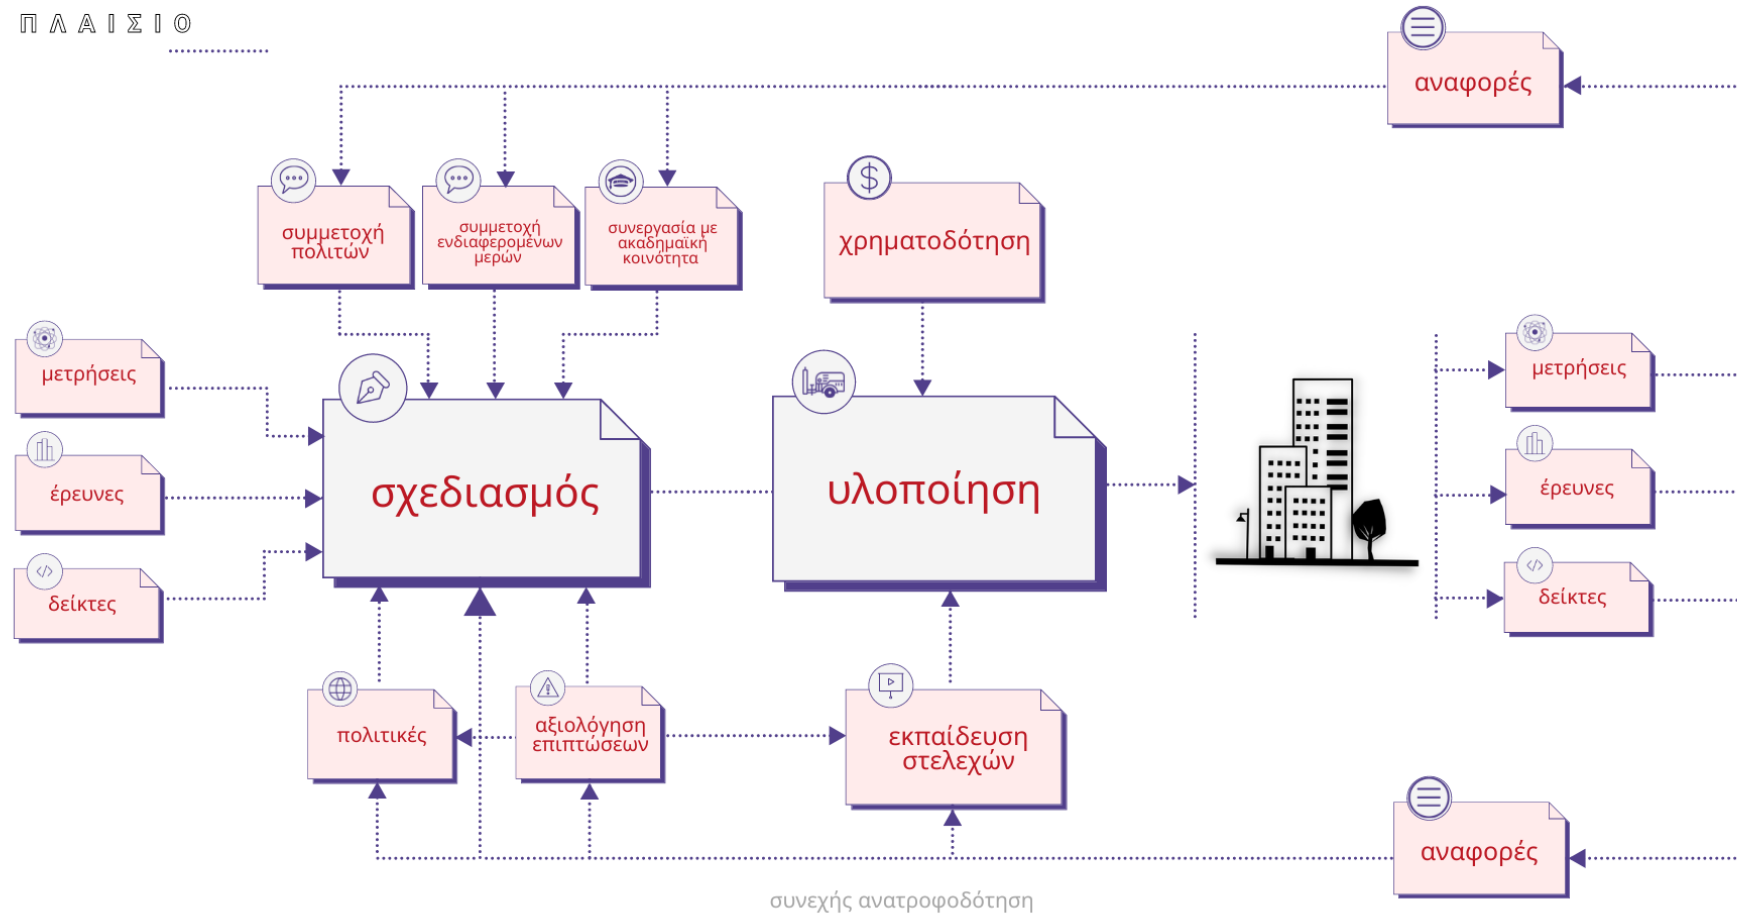 ΠΛΑΙΣΙΟ
αναφορές
συμμετοχή
πολιτών
συμμετοχή
ενδιαφερομένων
μερών
συνεργασία με
ακαδημαϊκή
κοινότητα
χρηματοδότηση
μετρήσεις
έρευνες
δείκτες
σχεδιασμός
υλοποίηση
μετρήσεις
έρευνες
δείκτες
πολιτικές
αξιολόγηση
επιπτώσεων
εκπαίδευση
στελεχών
αναφορές
συνεχής ανατροφοδότηση